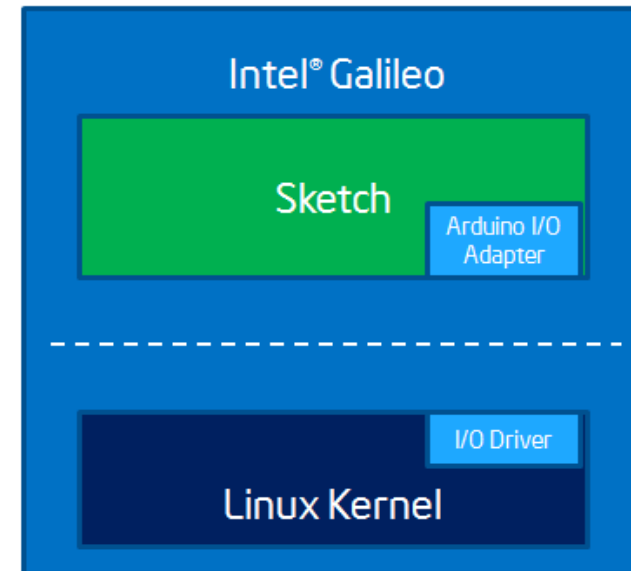 Intel® Galileo
Sketch
Arduino I/O
Adapter
I/O Driver
Linux Kernel